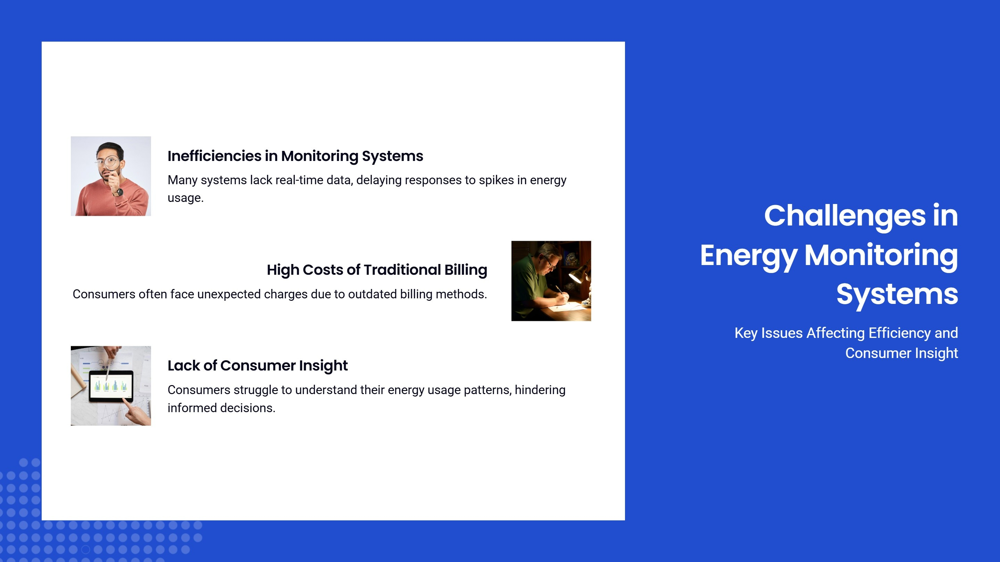 Challenges in
Energy Monitoring
Systems
Key Issues Affecting Efficiency and
Consumer Insight
Inefficiencies in Monitoring Systems
Many systems lack real-time data, delaying responses to spikes in energy
usage.
High Costs of Traditional Billing
Consumers often face unexpected charges due to outdated billing methods.
Lack of Consumer Insight
Consumers struggle to understand their energy usage patterns, hindering
informed decisions.